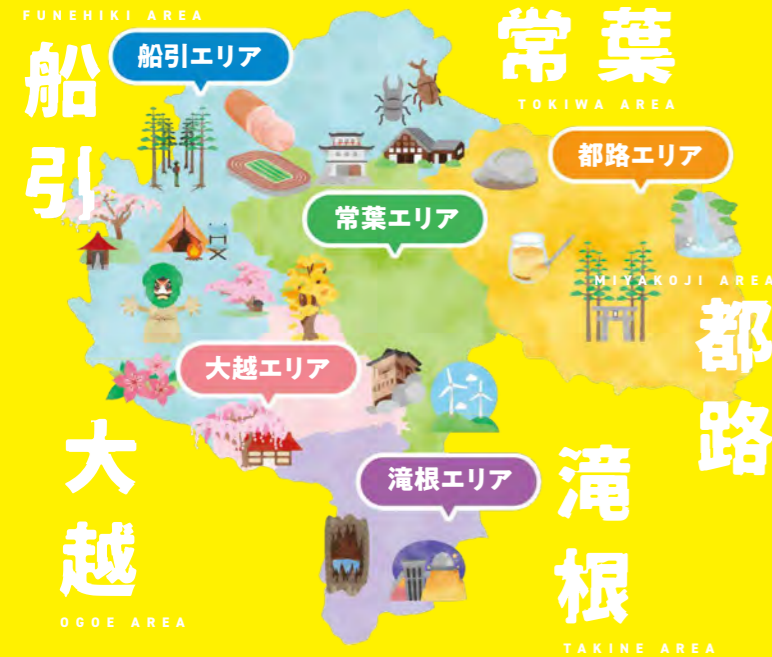 FUNEHIKI AREA
船引
船引エリア
常葉
TOKIWA AREA
都路エリア
常葉エリア
MIYAKOJI AREA
都路
大越エリア
大越
OGOE AREA
滝根エリア
滝根
TAKINE AREA